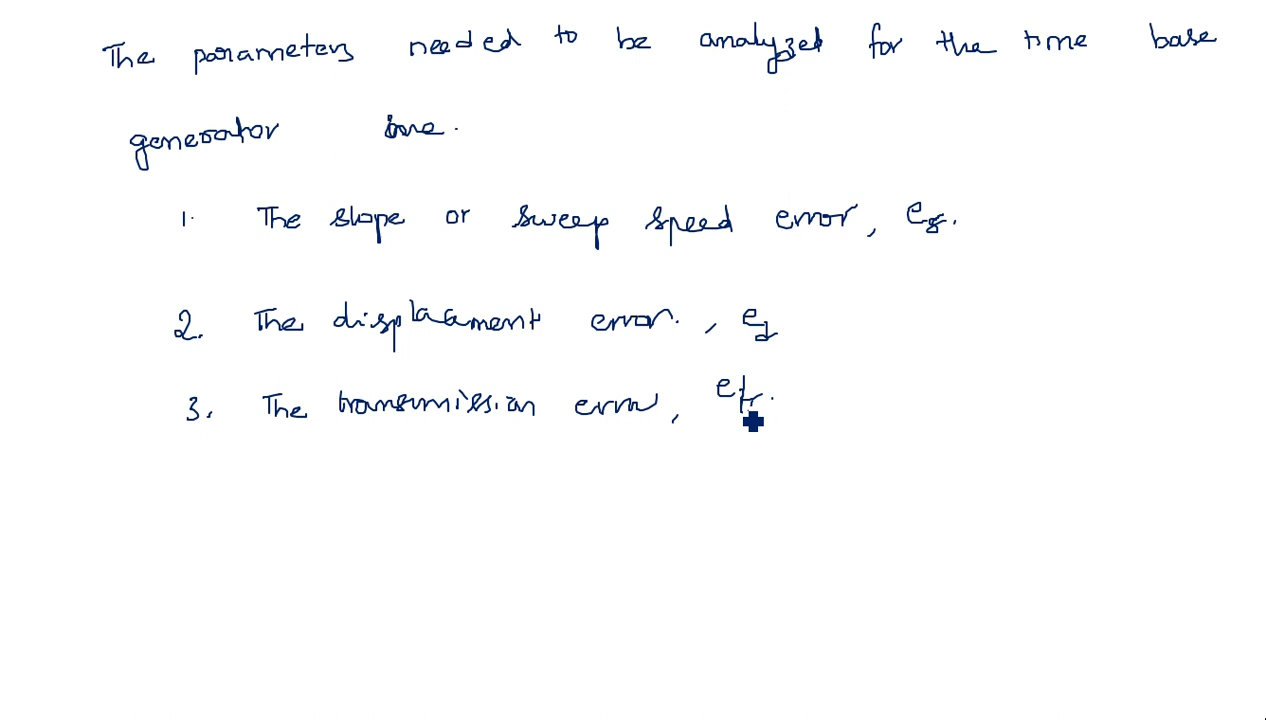 The parameters needed to be analyzed for the time base
generator are.
1. The slope or sweep speed error, es.
2. The displacement error., ed
3. The transmission error, etr.